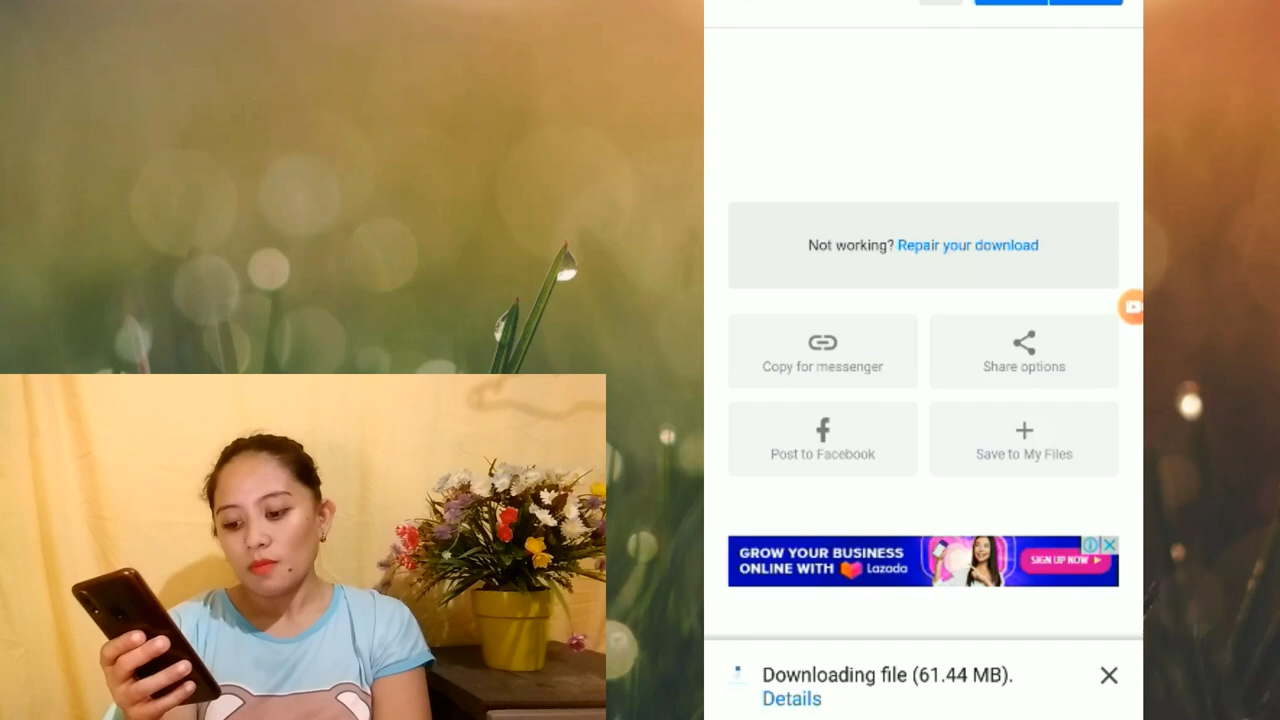 Not working? Repair your download
Copy for messenger
Share options
Post to Facebook
Save to My Files
GROW YOUR BUSINESS
ONLINE WITH Lazada
SIGN UP NOW
Downloading file (61.44 MB).
Details